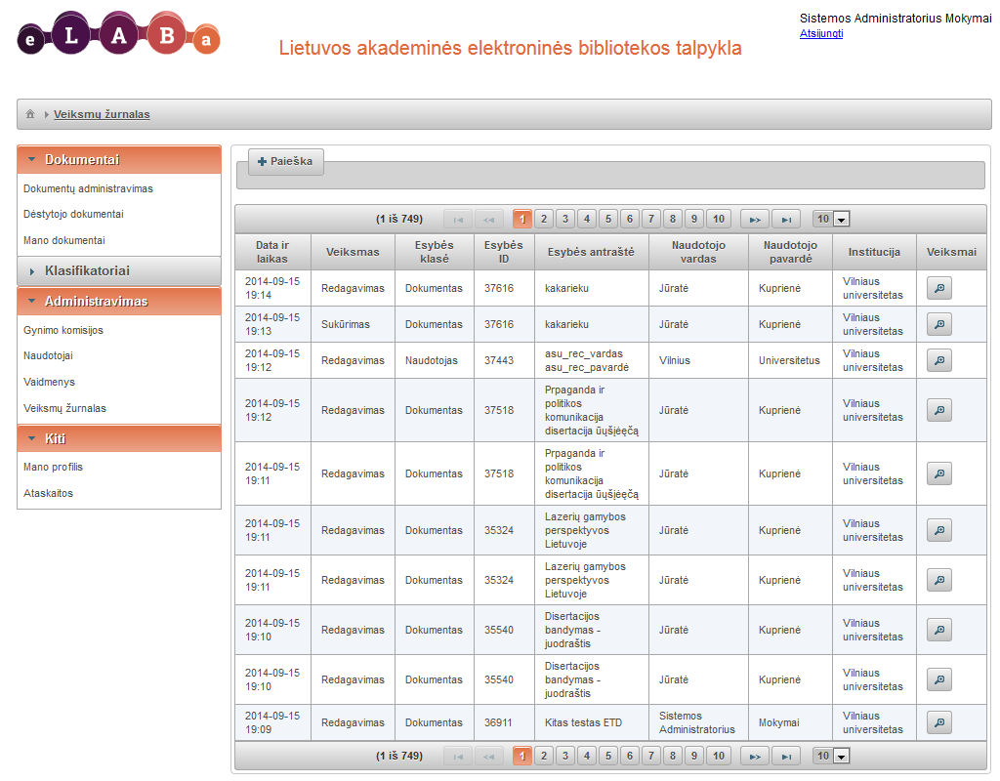 eLABa
Lietuvos akademinės elektroninės bibliotekos talpykla
Sistemos Administratorius Mokymai
Atsijungti
Veiksmų žurnalas
Dokumentai
Dokumentų administravimas
Dėstytojo dokumentai
Mano dokumentai
Klasifikatoriai
Administravimas
Gynimo komisijos
Naudotojai
Vaidmenys
Veiksmų žurnalas
Kiti
Mano profilis
Ataskaitos
Paieška
(1 iš 749) 1 2 3 4 5 6 7 8 9 10 10
Data ir
laikas
Veiksmas
Esybės
klasė
Esybės
ID
Esybės antraštė
Naudotojo
vardas
Naudotojo
pavardė
Institucija
Veiksmai
2014-09-15
19:14
Redagavimas
Dokumentas
37616
kakarieku
Jūratė
Kuprienė
Vilniaus
universitetas
2014-09-15
19:13
Sukūrimas
Dokumentas
37616
kakarieku
Jūratė
Kuprienė
Vilniaus
universitetas
2014-09-15
19:12
Redagavimas
Naudotojas
37443
asu_rec_vardas
asu_rec_pavardė
Vilnius
Universitetus
Vilniaus
universitetas
2014-09-15
19:12
Redagavimas
Dokumentas
37518
Prpaganda ir
politikos
komunikacija
disertacija ūųšįėęčą
Jūratė
Kuprienė
Vilniaus
universitetas
2014-09-15
19:11
Redagavimas
Dokumentas
37518
Prpaganda ir
politikos
komunikacija
disertacija ūųšįėęčą
Jūratė
Kuprienė
Vilniaus
universitetas
2014-09-15
19:11
Redagavimas
Dokumentas
35324
Lazerių gamybos
perspektyvos
Lietuvoje
Jūratė
Kuprienė
Vilniaus
universitetas
2014-09-15
19:11
Redagavimas
Dokumentas
35324
Lazerių gamybos
perspektyvos
Lietuvoje
Jūratė
Kuprienė
Vilniaus
universitetas
2014-09-15
19:10
Redagavimas
Dokumentas
35540
Disertacijos
bandymas -
juodraštis
Jūratė
Kuprienė
Vilniaus
universitetas
2014-09-15
19:10
Redagavimas
Dokumentas
35540
Disertacijos
bandymas -
juodraštis
Jūratė
Kuprienė
Vilniaus
universitetas
2014-09-15
19:09
Redagavimas
Dokumentas
36911
Kitas testas ETD
Sistemos
Administratorius
Mokymai
Vilniaus
universitetas
(1 iš 749) 1 2 3 4 5 6 7 8 9 10 10